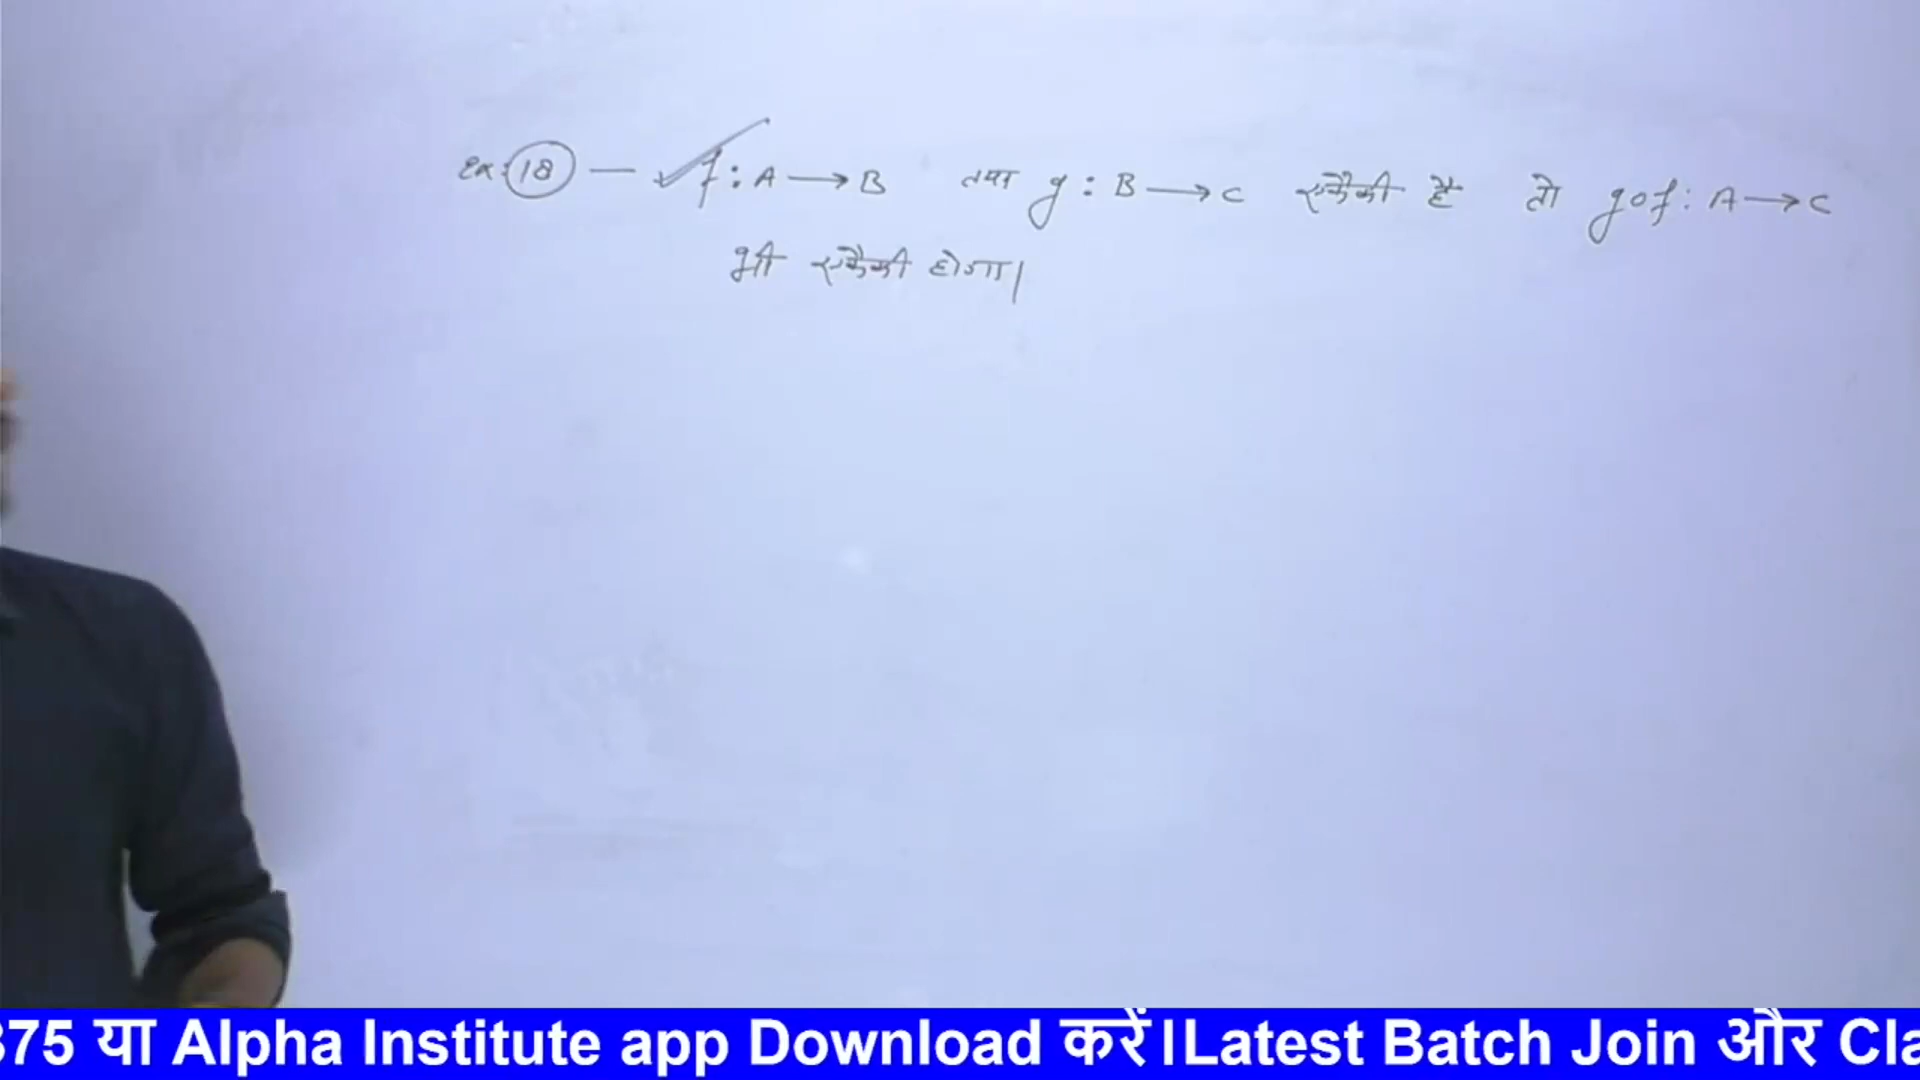 ex:18 — f : A → B तथा g : B → C एकैकी है तो gof : A → C
भी एकैकी होगा|
375 या Alpha Institute app Download करें।Latest Batch Join और Cla